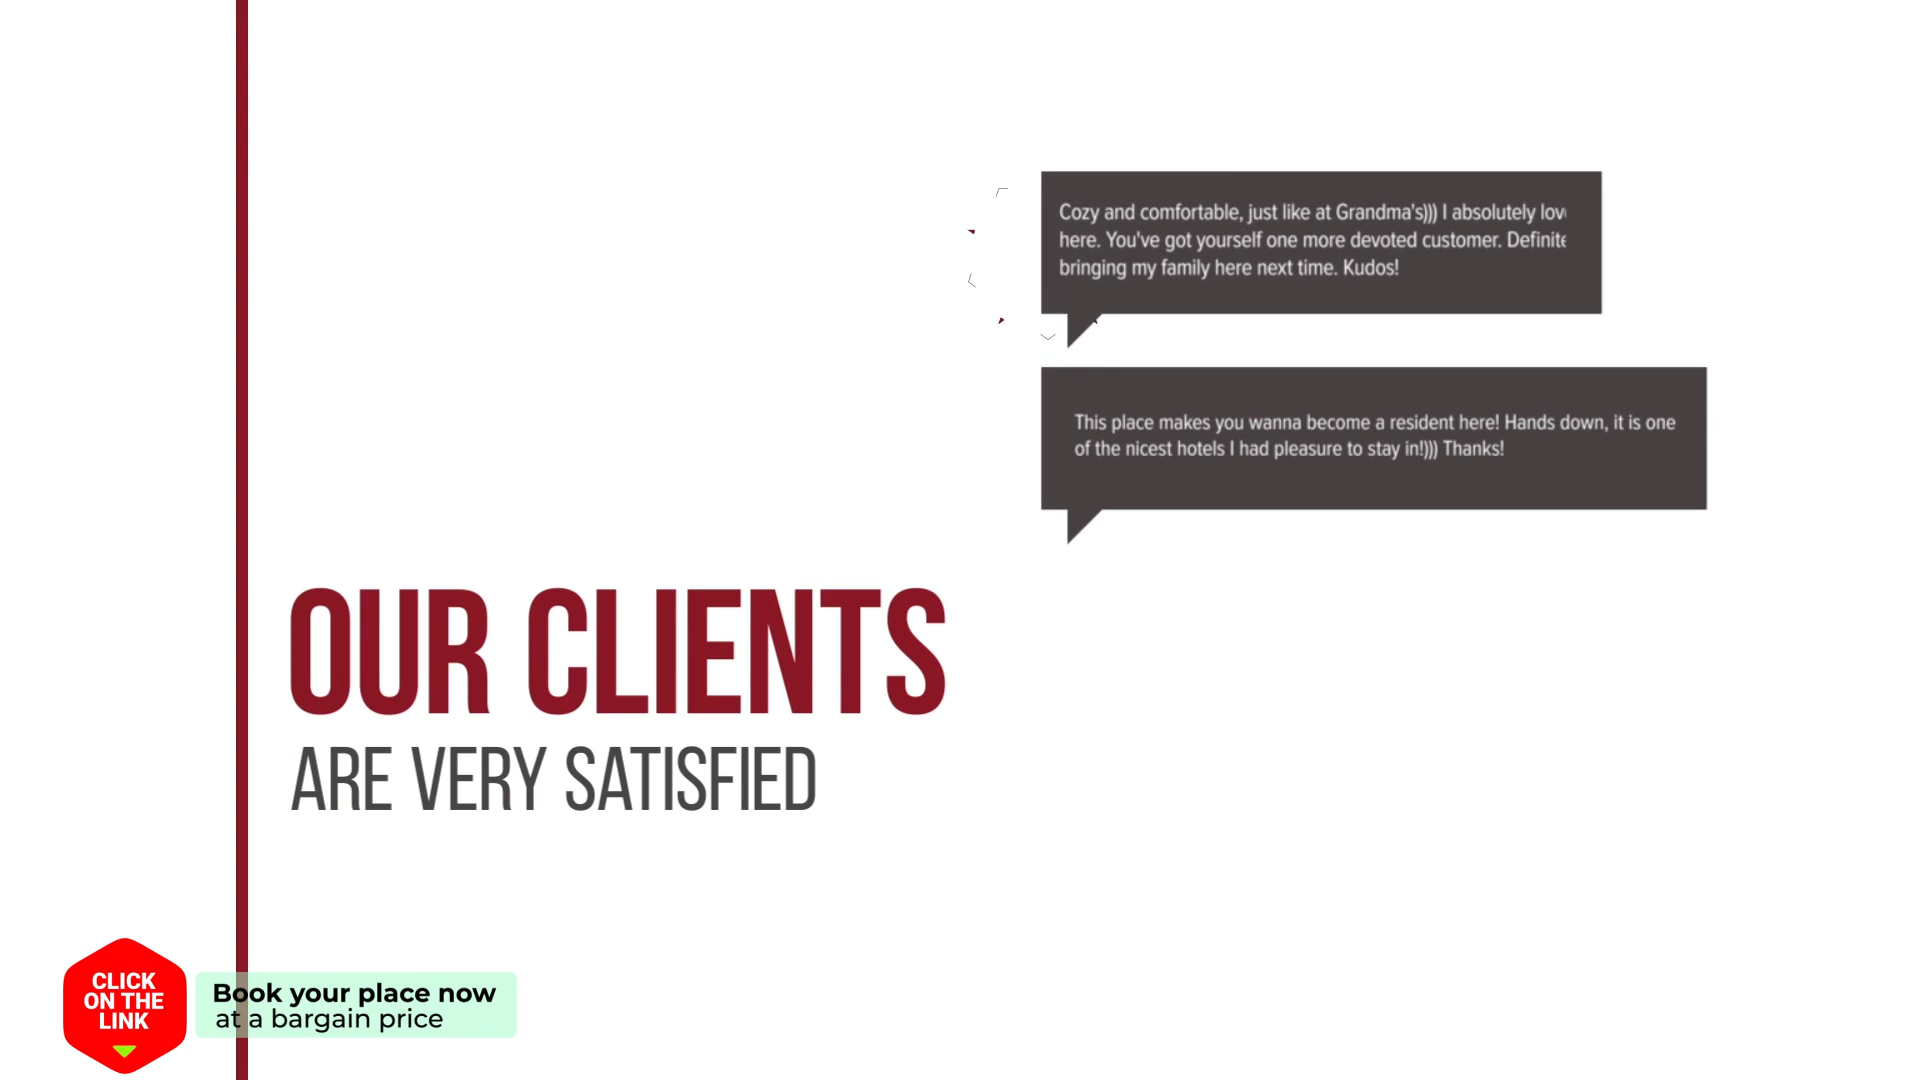 Cozy and comfortable, just like at Grandma's))) I absolutely
here. You've got yourself one more devoted customer.
bringing my family here next time. Kudos!
This place makes you wanna become a resident here! Hands down, it is one
of the nicest hotels I had pleasure to stay in!))) Thanks!
OUR CLIENTS
ARE VERY SATISFIED
CLICK
ON THE
LINK
Book your place now
at a bargain price